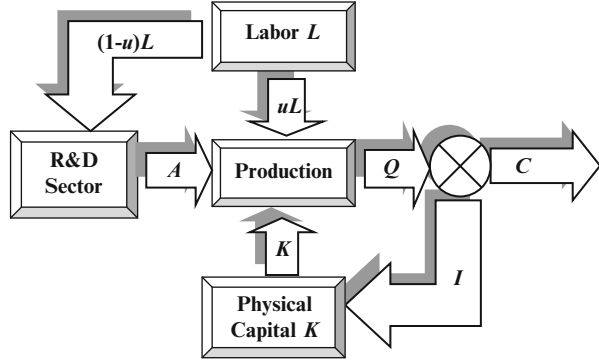 (1-u)L
Labor L
uL
R&D
Sector
A
Production
Q
C
K
I
Physical
Capital K